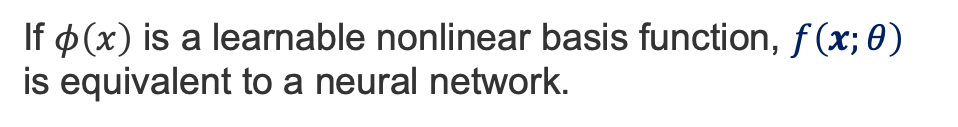 If ϕ(x) is a learnable nonlinear basis function, f(x; θ)
is equivalent to a neural network.